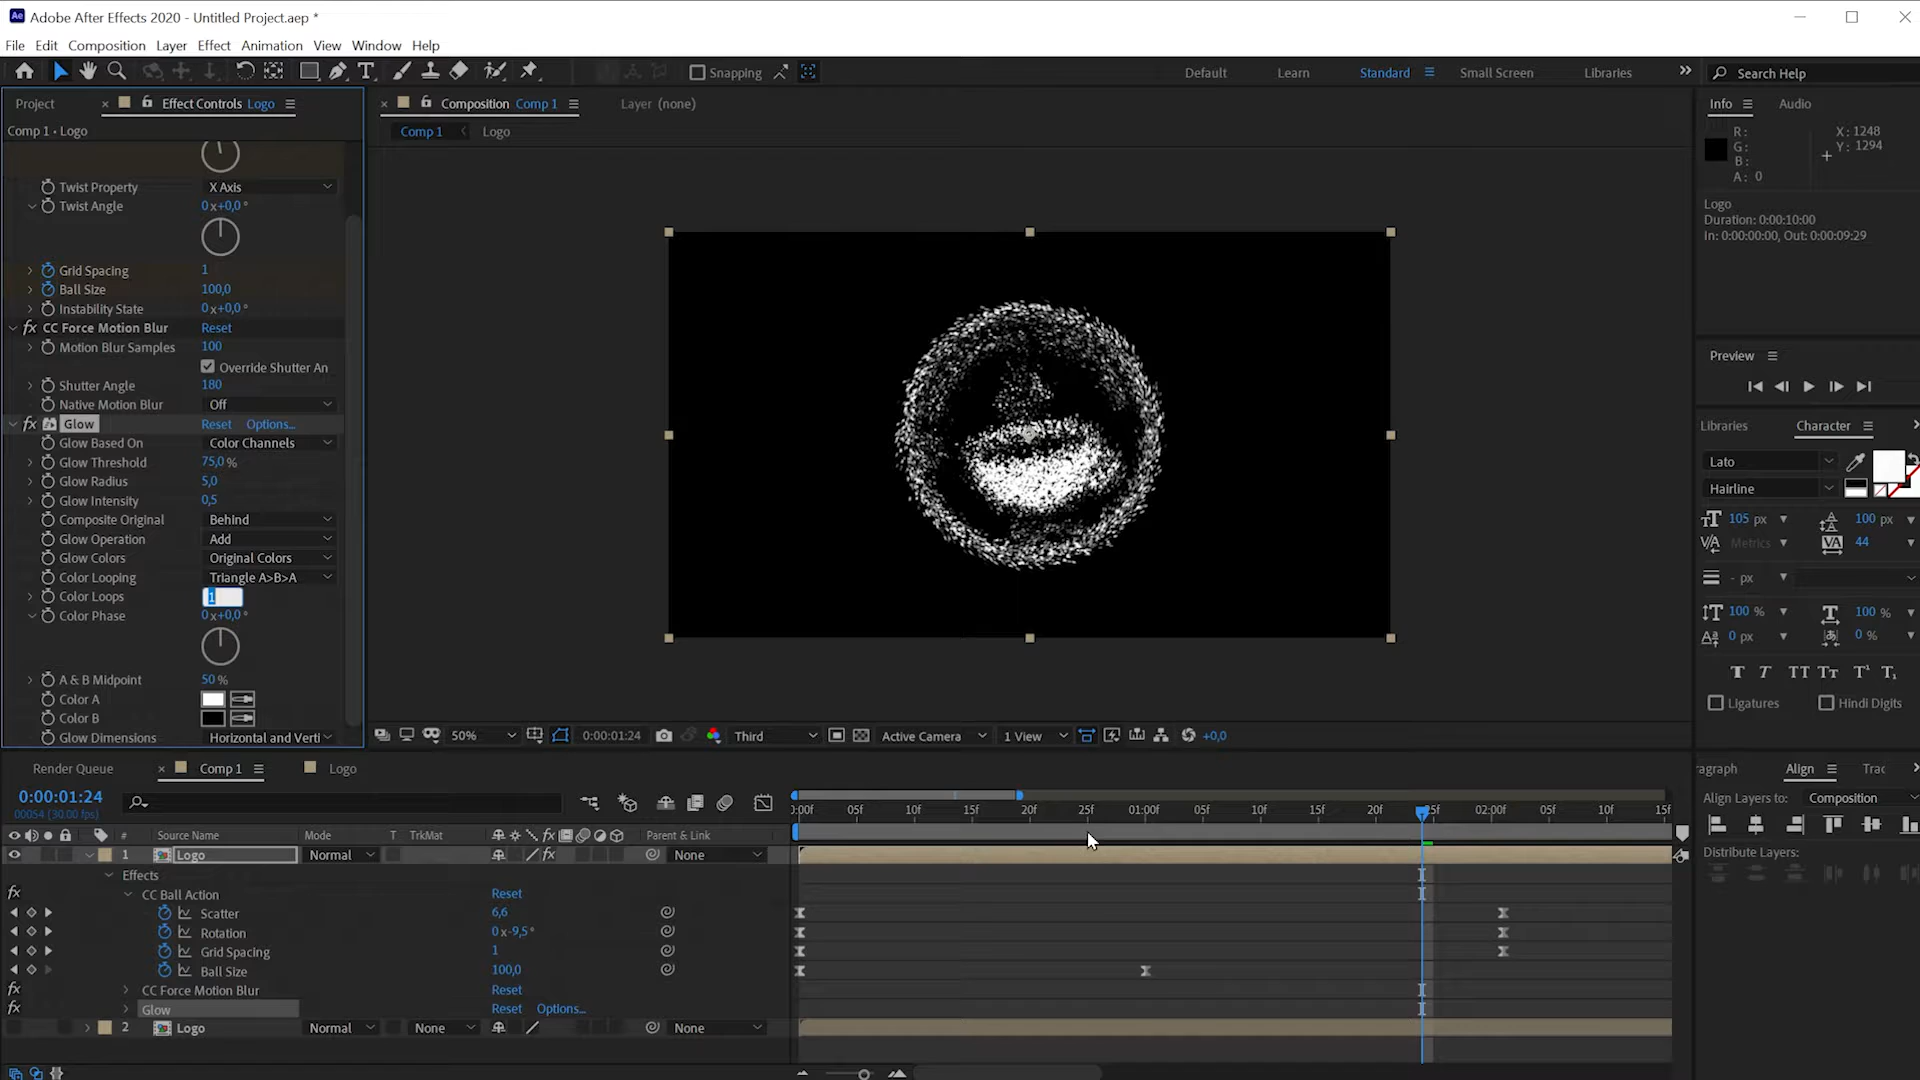 Adobe After Effects 2020 - Untitled Project.aep *
File Edit Composition Layer Effect Animation View Window Help
Snapping Default Learn Standard Small Screen Libraries Search Help
Project Effect Controls Logo Composition Comp 1 Layer (none) Info Audio
Comp 1 • Logo
Comp 1 Logo
R: X: 1248
G: Y: 1294
B:
A: 0
Twist Property X Axis
Twist Angle 0x+0,0°
Logo
Duration: 0:00:10:00
In: 0:00:00:00, Out: 0:00:09:29
Grid Spacing 1
Ball Size 100,0
Instability State 0x+0,0°
fx CC Force Motion Blur Reset
Motion Blur Samples 100
Override Shutter An
Shutter Angle 180
Native Motion Blur Off
fx Glow Reset Options...
Glow Based On Color Channels
Glow Threshold 75,0 %
Glow Radius 5,0
Glow Intensity 0,5
Composite Original Behind
Glow Operation Add
Glow Colors Original Colors
Color Looping Triangle A>B>A
Color Loops 1
Color Phase 0x+0,0°
A & B Midpoint 50 %
Color A
Color B
Glow Dimensions Horizontal and Verti
Preview
Libraries Character
Lato
Hairline
105 px 100 px
Metrics 44
- px
100 % 100 %
0 px 0 %
T T TT Tт T¹ T₁
Ligatures Hindi Digits
50% 0:00:01:24 Third Active Camera 1 View +0,0
Render Queue Comp 1 Logo
0:00:01:24
00054 (30.00 fps)
:00f 05f 10f 15f 20f 25f 01:00f 05f 10f 15f 20f 25f 02:00f 05f 10f 15f
# Source Name Mode T TrkMat Parent & Link
1 Logo Normal None
Effects
fx CC Ball Action Reset
Scatter 6,6
Rotation 0x-9,5°
Grid Spacing 1
Ball Size 100,0
fx CC Force Motion Blur Reset
fx Glow Reset Options...
2 Logo Normal None None
ragraph Align Trac
Align Layers to: Composition
Distribute Layers: